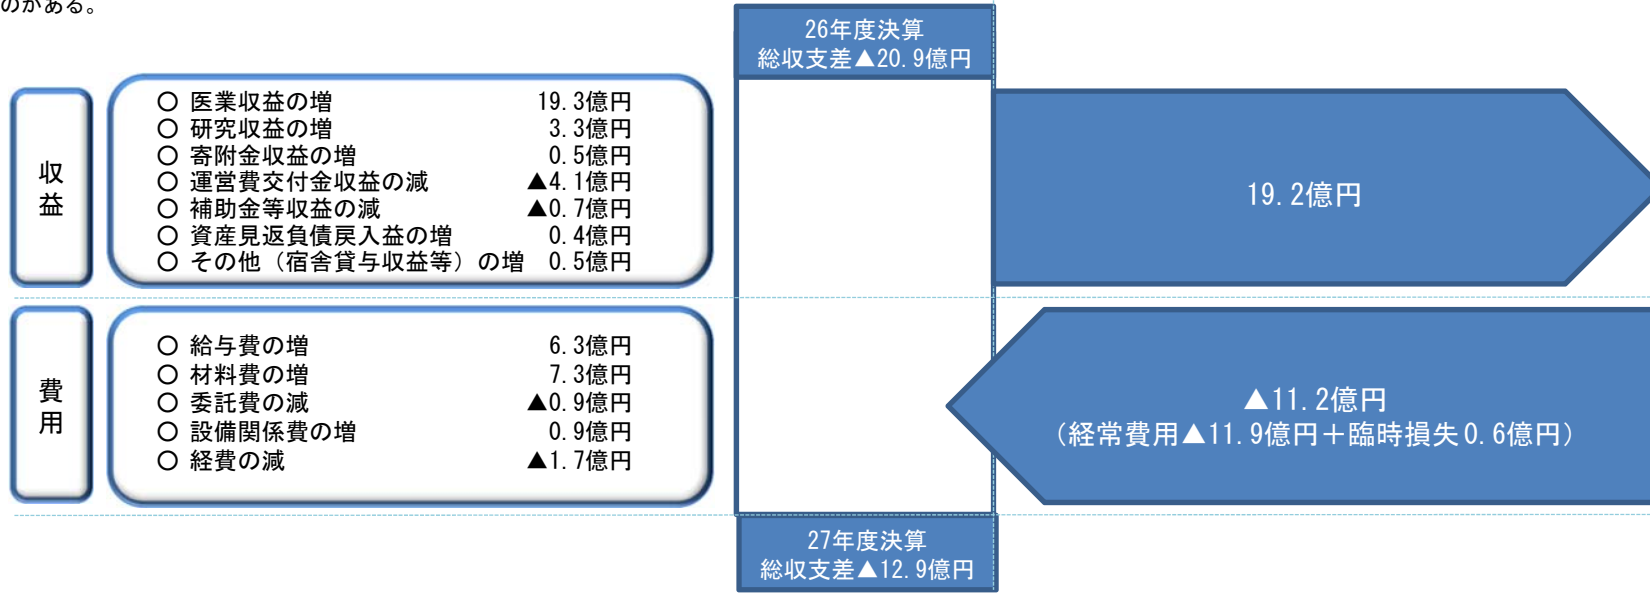 のがある。
26年度決算
総収支差▲20.9億円
収益
〇 医業収益の増 19.3億円
〇 研究収益の増 3.3億円
〇 寄附金収益の増 0.5億円
〇 運営費交付金収益の減 ▲4.1億円
〇 補助金等収益の減 ▲0.7億円
〇 資産見返負債戻入益の増 0.4億円
〇 その他（宿舎貸与収益等）の増 0.5億円
19.2億円
費用
〇 給与費の増 6.3億円
〇 材料費の増 7.3億円
〇 委託費の減 ▲0.9億円
〇 設備関係費の増 0.9億円
〇 経費の減 ▲1.7億円
▲11.2億円
（経常費用▲11.9億円＋臨時損失0.6億円）
27年度決算
総収支差▲12.9億円